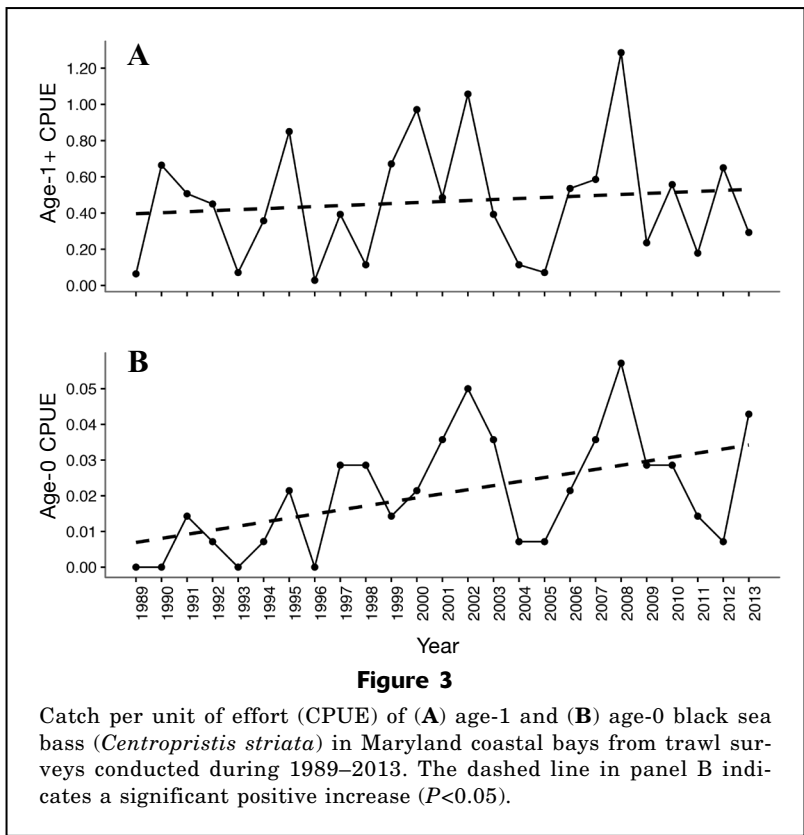 A
Age-1+ CPUE
1.20
1.00
0.80
0.60
0.40
0.20
0.00
B
Age-0 CPUE
0.05
0.04
0.03
0.02
0.01
0.00
1989 1990 1991 1992 1993 1994 1995 1996 1997 1998 1999 2000 2001 2002 2003 2004 2005 2006 2007 2008 2009 2010 2011 2012 2013
Year
Figure 3
Catch per unit of effort (CPUE) of (A) age-1 and (B) age-0 black sea
bass (Centropristis striata) in Maryland coastal bays from trawl sur-
veys conducted during 1989–2013. The dashed line in panel B indi-
cates a significant positive increase (P<0.05).